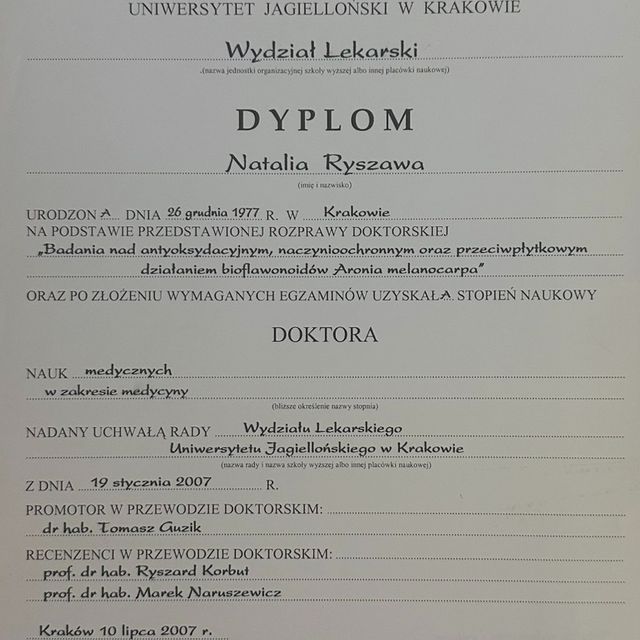 UNIWERSYTET JAGIELLOŃSKI W KRAKOWIE
Wydział Lekarski
(nazwa jednostki organizacyjnej szkoły wyższej albo innej placówki naukowej)
DYPLOM
Natalia Ryszawa
(imię i nazwisko)
URODZONA DNIA 26 grudnia 1977 R. W Krakowie
NA PODSTAWIE PRZEDSTAWIONEJ ROZPRAWY DOKTORSKIEJ
„Badania nad antyoksydacyjnym, naczynioochronnym oraz przeciwpłytkowym
działaniem bioflawonoidów Aronia melanocarpa”
ORAZ PO ZŁOŻENIU WYMAGANYCH EGZAMINÓW UZYSKAŁA STOPIEŃ NAUKOWY
DOKTORA
NAUK medycznych
w zakresie medycyny
(bliższe określenie nazwy stopnia)
NADANY UCHWAŁĄ RADY Wydziału Lekarskiego
Uniwersytetu Jagiellońskiego w Krakowie
(nazwa rady i nazwa szkoły wyższej albo innej placówki naukowej)
Z DNIA 19 stycznia 2007 R.
PROMOTOR W PRZEWODZIE DOKTORSKIM:
dr hab. Tomasz Guzik
RECENZENCI W PRZEWODZIE DOKTORSKIM:
prof. dr hab. Ryszard Korbut
prof. dr hab. Marek Naruszewicz
Kraków 10 lipca 2007 r.